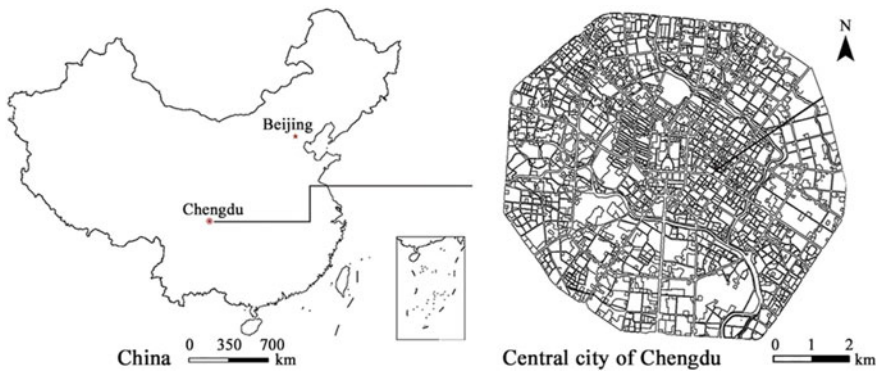 Beijing
Chengdu
China
0 350 700
km
N
Central city of Chengdu
0 1 2
km